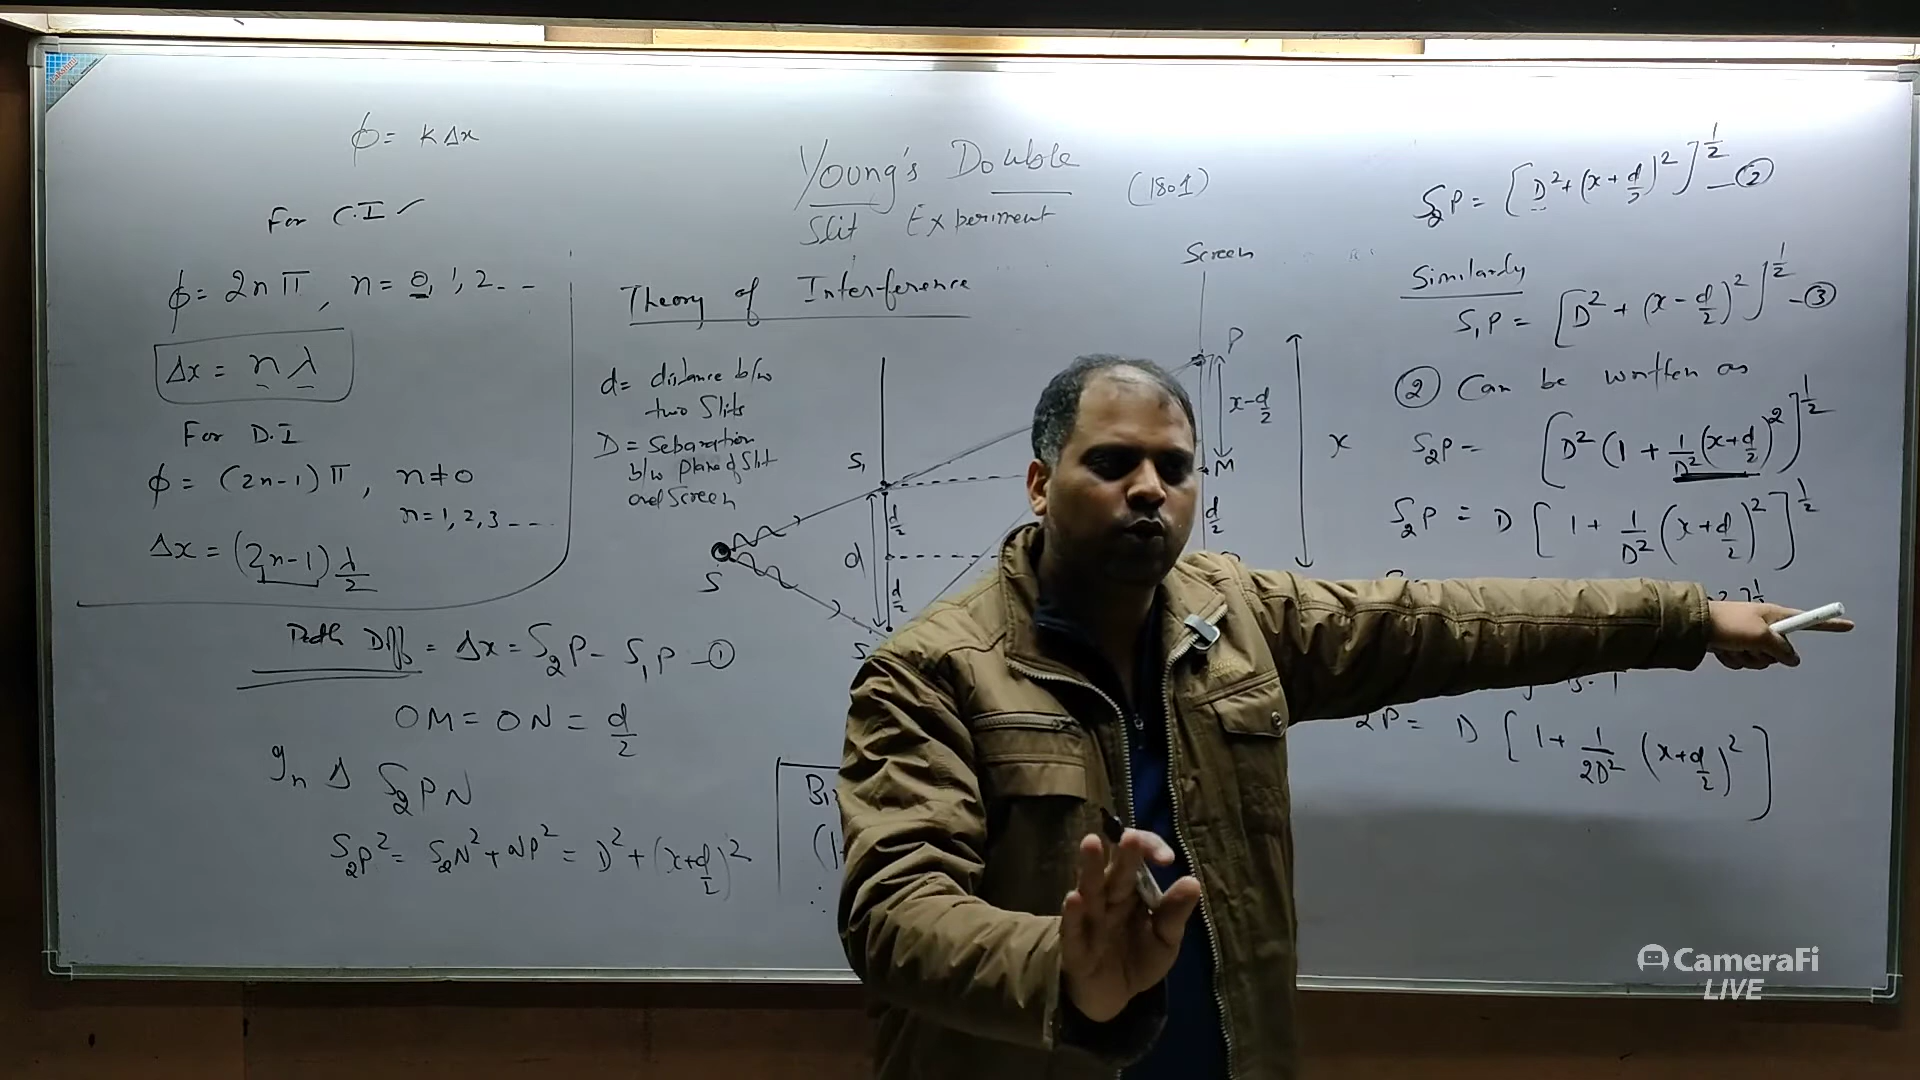 ϕ = KΔx
For C.I ✓
ϕ = 2nπ, n = 0, 1, 2- - -
Δx = nλ
For D.I
ϕ = (2n-1)π, n ≠ 0
n = 1, 2, 3 - - -
Δx = (2n-1) λ/2
Young's Double
Slit Experiment
(1801)
Theory of Interference
d = distance b/w
two Slits
D = Separation
b/w plane of Slit
and Screen
Screen
P
x-d/2
x
M
d/2
S₁
d/2
d
d/2
S
S
Path Diff = Δx = S₂P - S₁P -①
OM = ON = d/2
In Δ S₂PN
S₂P² = S₂N² + NP² = D² + (x+d/2)²
S₂P = [D² + (x+d/2)²]^1/2 -②
Similarly
S₁P = [D² + (x-d/2)²]^1/2 -③
② Can be written as
S₂P = [D² (1 + 1/D² (x+d/2)²]^1/2
S₂P = D [1 + 1/D² (x+d/2)²]^1/2
₂P = D [1 + 1/2D² (x+d/2)²]
CameraFi
LIVE